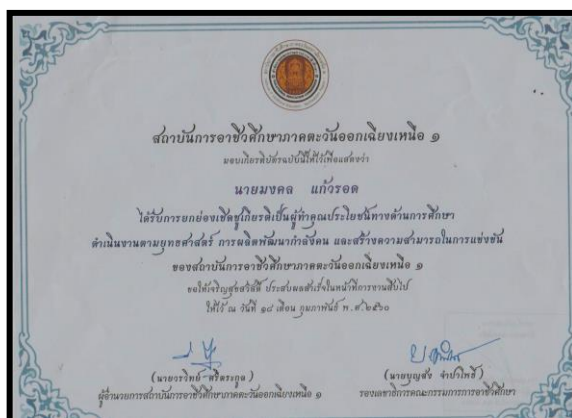 สถาบันการอาชีวศึกษาภาคตะวันออกเฉียงเหนือ ๑
มอบเกียรติบัตรฉบับนี้ให้ไว้เพื่อแสดงว่า
นายมงคล แก้วรอด
ได้รับการยกย่องเชิดชูเกียรติเป็นผู้ทำคุณประโยชน์ทางด้านการศึกษา
ดำเนินงานตามยุทธศาสตร์ การผลิตพัฒนากำลังคน และสร้างความสามารถในการแข่งขัน
ของสถาบันการอาชีวศึกษาภาคตะวันออกเฉียงเหนือ ๑
ขอให้เจริญสุขสวัสดิ์ ประสบผลสำเร็จในหน้าที่การงานสืบไป
ให้ไว้ ณ วันที่ ๑๘ เดือน กุมภาพันธ์ พ.ศ.๒๕๖๐
(นายวรวิทย์ ศรีตระกูล)
ผู้อำนวยการสถาบันการอาชีวศึกษาภาคตะวันออกเฉียงเหนือ ๑
(นายบุญส่ง จำปาโพธิ์)
รองเลขาธิการคณะกรรมการการอาชีวศึกษา